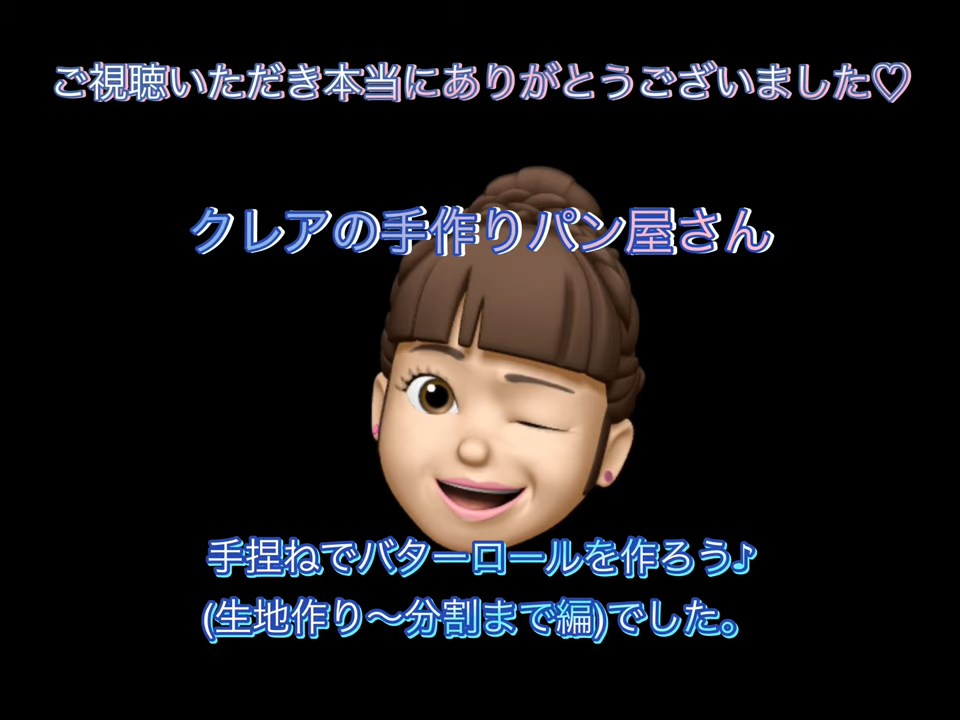 ご視聴いただき本当にありがとうございました♡
クレアの手作りパン屋さん
手捏ねでバターロールを作ろう♪
(生地作り〜分割まで編)でした。